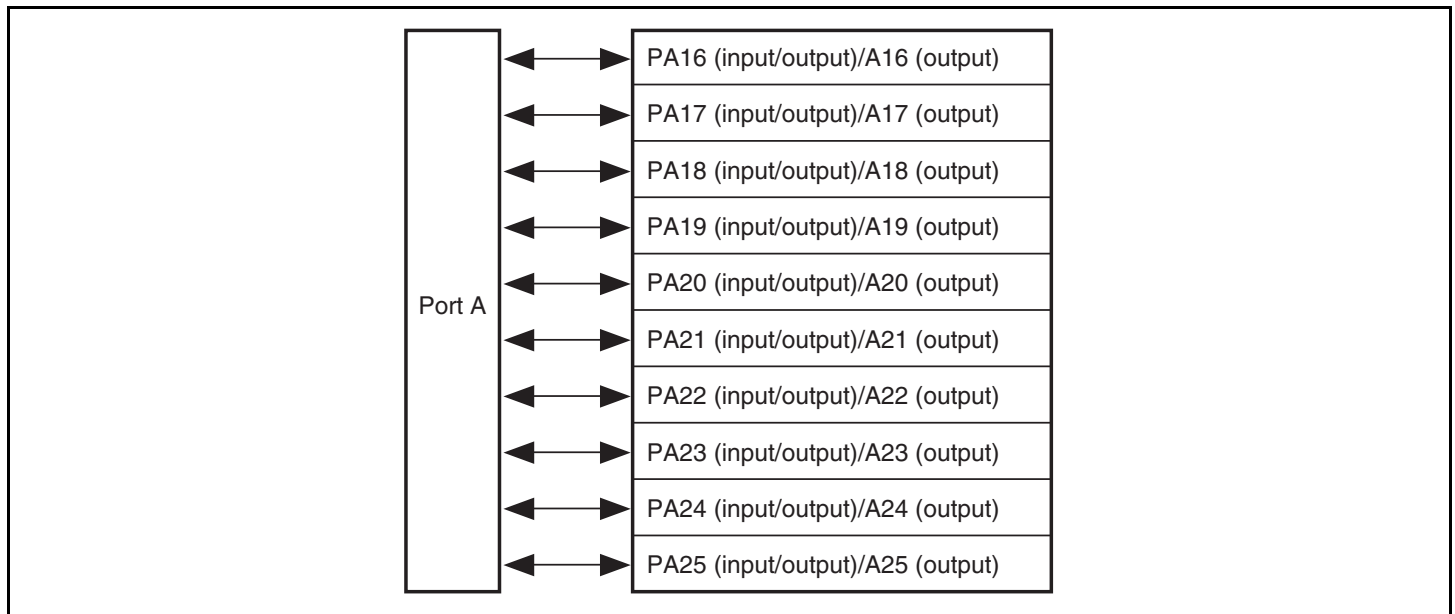 PA16 (input/output)/A16 (output)
PA17 (input/output)/A17 (output)
PA18 (input/output)/A18 (output)
PA19 (input/output)/A19 (output)
PA20 (input/output)/A20 (output)
Port A
PA21 (input/output)/A21 (output)
PA22 (input/output)/A22 (output)
PA23 (input/output)/A23 (output)
PA24 (input/output)/A24 (output)
PA25 (input/output)/A25 (output)